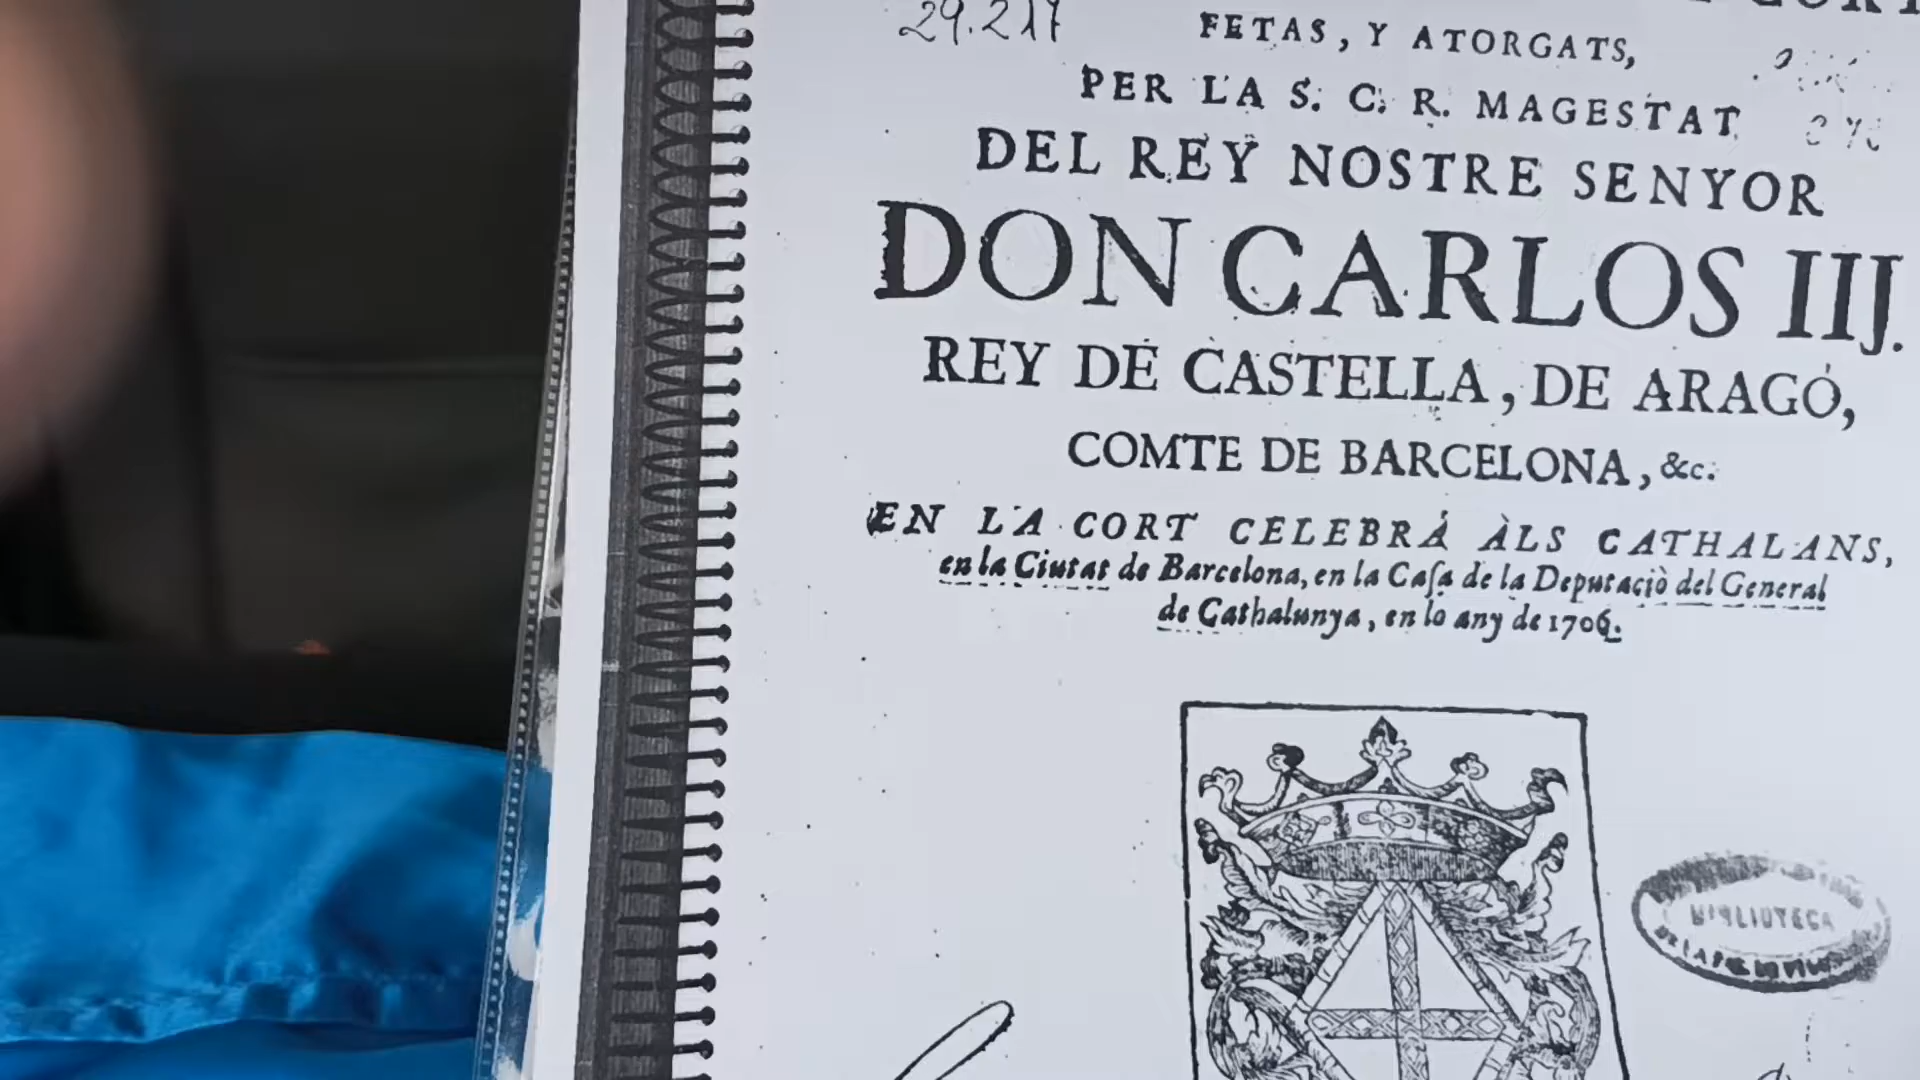 29.217
FETAS, Y ATORGATS,
PER LA S. C. R. MAGESTAT
DEL REY NOSTRE SENYOR
DON CARLOS IIJ.
REY DE CASTELLA, DE ARAGÓ,
COMTE DE BARCELONA, &c.
EN LA CORT CELEBRÁ ÀLS CATHALANS,
en la Ciutat de Barcelona, en la Caſa de la Deputaciò del General
de Cathalunya, en lo any de 1706.
BIBLIOTECA